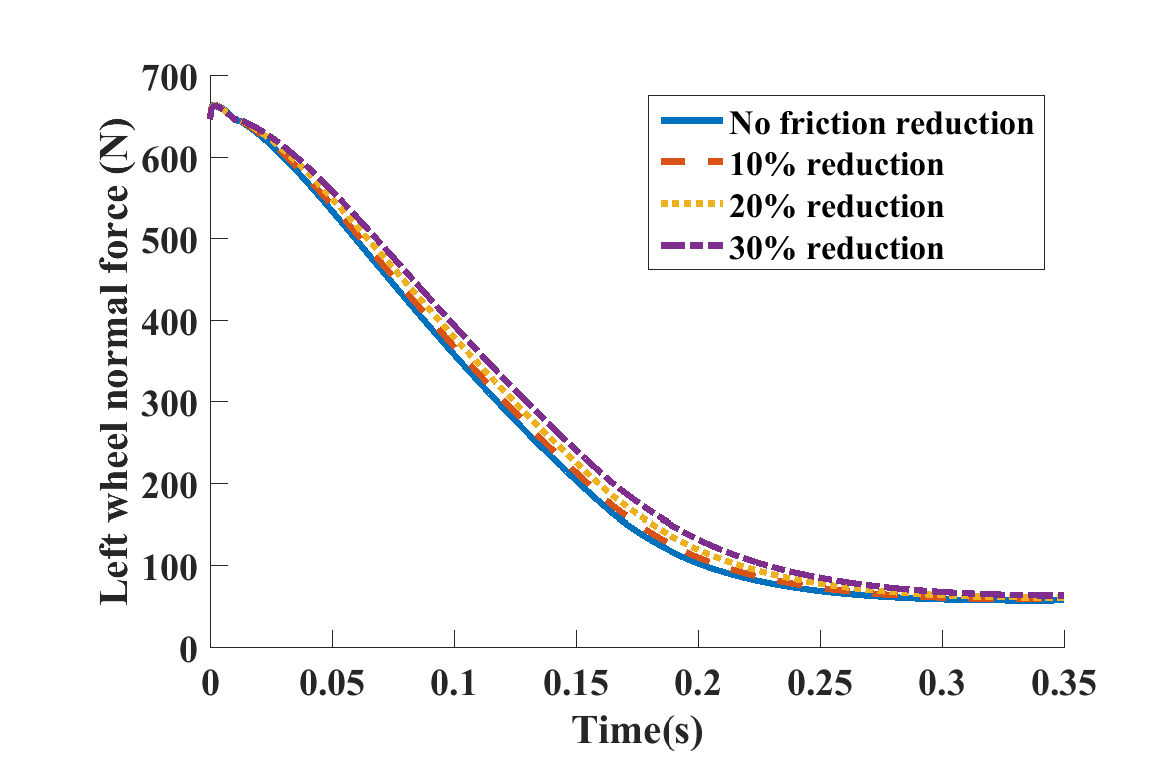 700
600
500
400
300
200
100
0
Left wheel normal force (N)
No friction reduction
10% reduction
20% reduction
30% reduction
0 0.05 0.1 0.15 0.2 0.25 0.3 0.35
Time(s)